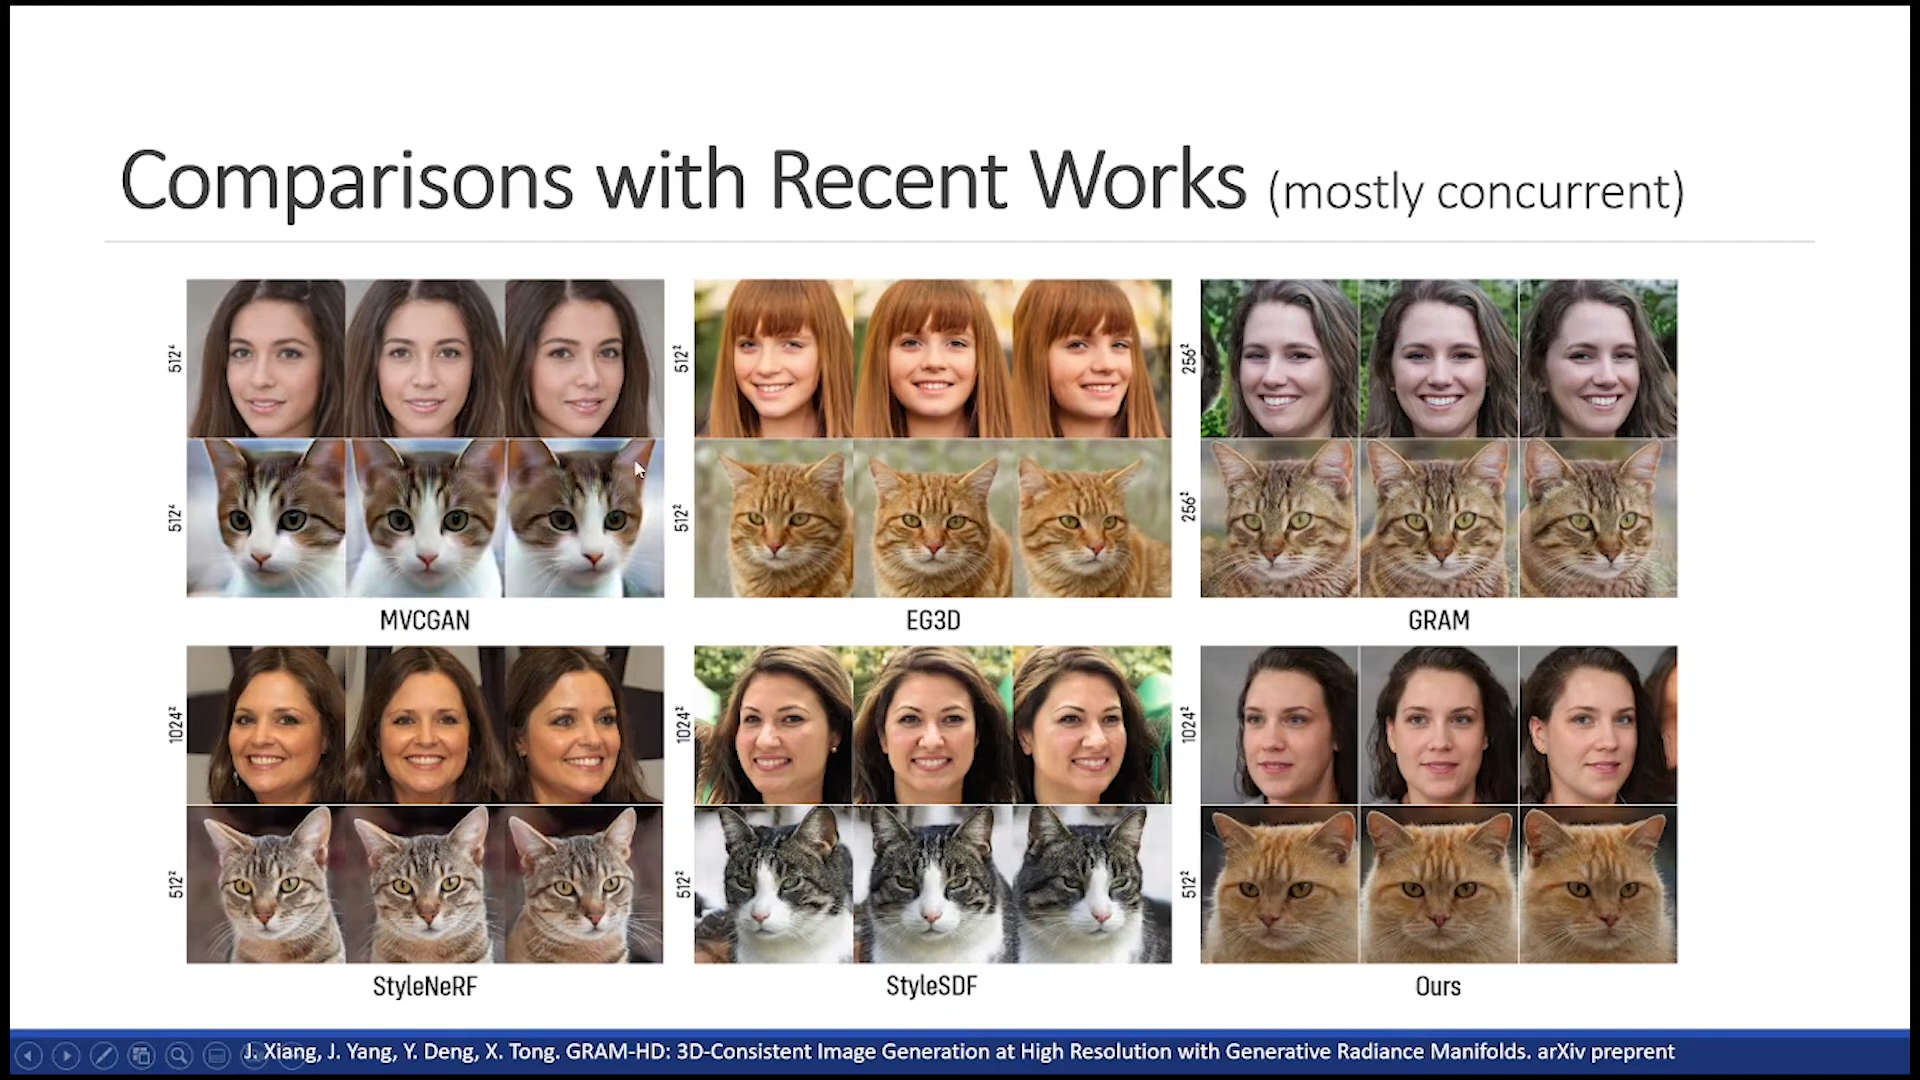 Comparisons with Recent Works (mostly concurrent)
512²
512²
256²
512²
512²
256²
MVCGAN
EG3D
GRAM
1024²
1024²
1024²
512²
512²
512²
StyleNeRF
StyleSDF
Ours
J. Xiang, J. Yang, Y. Deng, X. Tong. GRAM-HD: 3D-Consistent Image Generation at High Resolution with Generative Radiance Manifolds. arXiv preprent